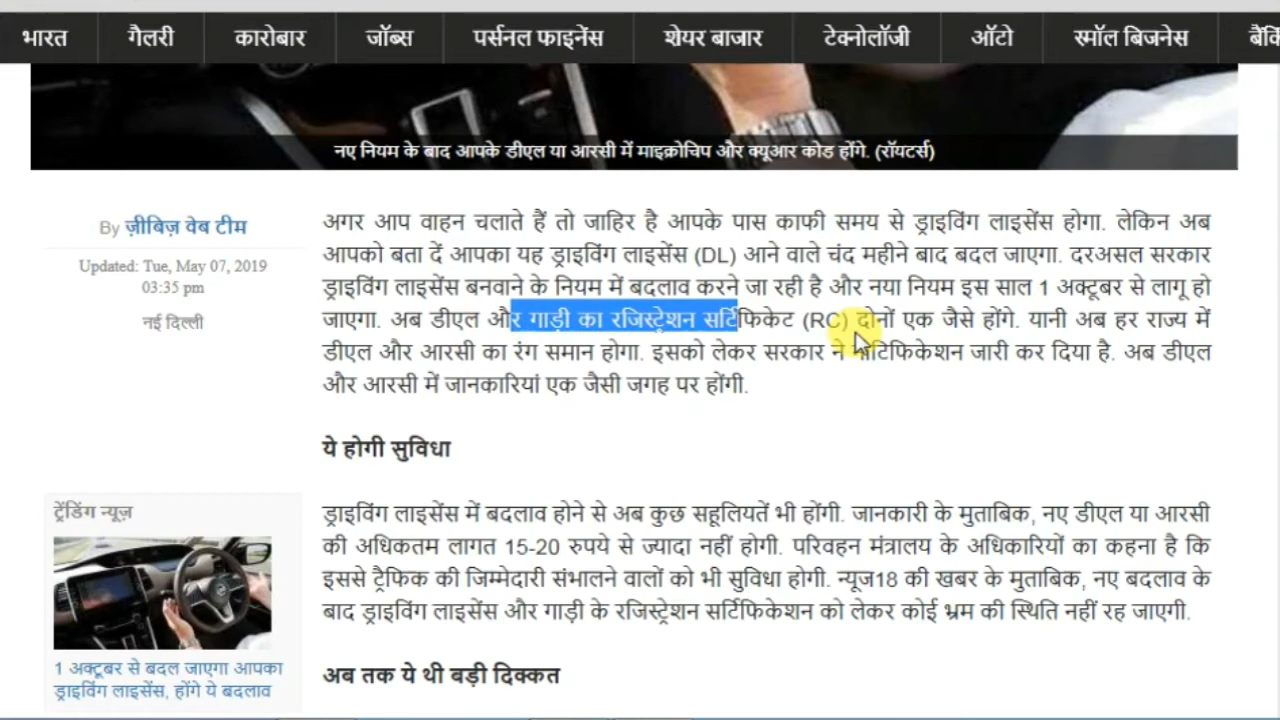 भारत गैलरी कारोबार जॉब्स पर्सनल फाइनेंस शेयर बाजार टेक्नोलॉजी ऑटो स्मॉल बिजनेस
नए नियम के बाद आपके डीएल या आरसी में माइक्रोचिप और क्यूआर कोड होंगे. (रॉयटर्स)
By ज़ीबिज़ वेब टीम
Updated: Tue, May 07, 2019
03:35 pm
नई दिल्ली
अगर आप वाहन चलाते हैं तो जाहिर है आपके पास काफी समय से ड्राइविंग लाइसेंस होगा. लेकिन अब
आपको बता दें आपका यह ड्राइविंग लाइसेंस (DL) आने वाले चंद महीने बाद बदल जाएगा. दरअसल सरकार
ड्राइविंग लाइसेंस बनवाने के नियम में बदलाव करने जा रही है और नया नियम इस साल 1 अक्टूबर से लागू हो
जाएगा. अब डीएल और गाड़ी का रजिस्ट्रेशन सर्टिफिकेट (RC) दोनों एक जैसे होंगे. यानी अब हर राज्य में
डीएल और आरसी का रंग समान होगा. इसको लेकर सरकार ने नोटिफिकेशन जारी कर दिया है. अब डीएल
और आरसी में जानकारियां एक जैसी जगह पर होंगी.
ये होगी सुविधा
ड्राइविंग लाइसेंस में बदलाव होने से अब कुछ सहूलियतें भी होंगी. जानकारी के मुताबिक, नए डीएल या आरसी
की अधिकतम लागत 15-20 रुपये से ज्यादा नहीं होगी. परिवहन मंत्रालय के अधिकारियों का कहना है कि
इससे ट्रैफिक की जिम्मेदारी संभालने वालों को भी सुविधा होगी. न्यूज18 की खबर के मुताबिक, नए बदलाव के
बाद ड्राइविंग लाइसेंस और गाड़ी के रजिस्ट्रेशन सर्टिफिकेशन को लेकर कोई भ्रम की स्थिति नहीं रह जाएगी.
अब तक ये थी बड़ी दिक्कत
ट्रेंडिंग न्यूज़
1 अक्टूबर से बदल जाएगा आपका
ड्राइविंग लाइसेंस, होंगे ये बदलाव